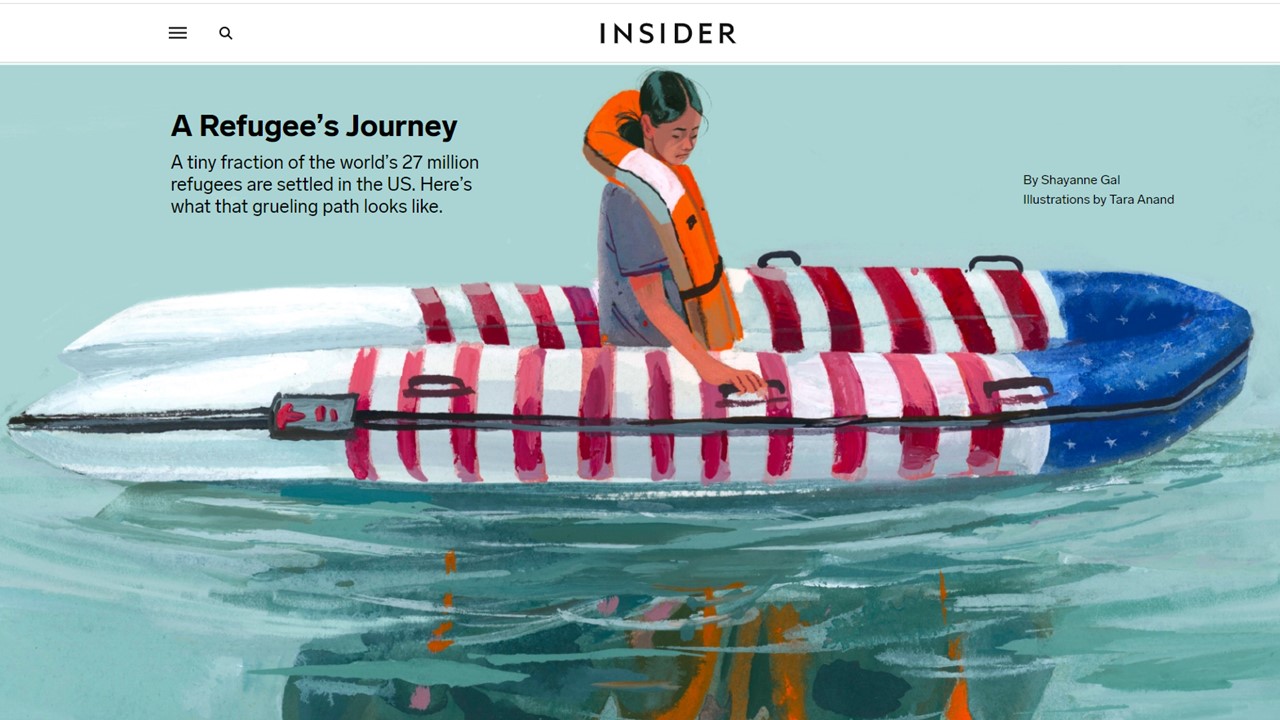 INSIDER
A Refugee’s Journey
A tiny fraction of the world’s 27 million
refugees are settled in the US. Here’s
what that grueling path looks like.
By Shayanne Gal
Illustrations by Tara Anand